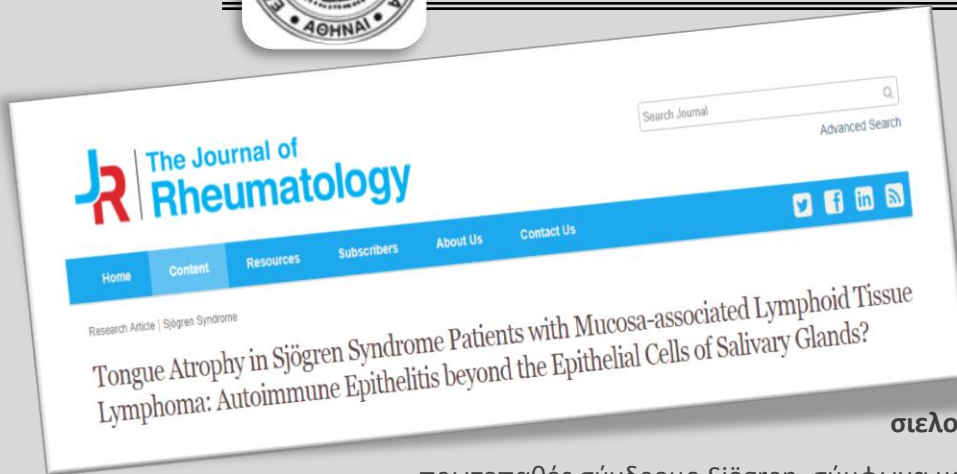 ΑΘΗΝΑΙ
Search Journal
Advanced Search
JR The Journal of
Rheumatology
Home Content Resources Subscribers About Us Contact Us
Research Article | Sjögren Syndrome
Tongue Atrophy in Sjögren Syndrome Patients with Mucosa-associated Lymphoid Tissue
Lymphoma: Autoimmune Epithelitis beyond the Epithelial Cells of Salivary Glands?